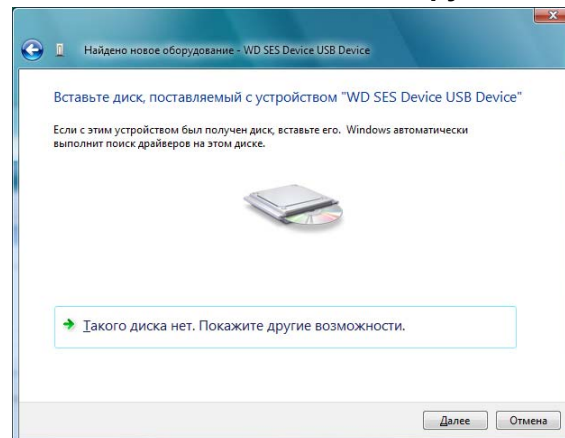 Найдено новое оборудование - WD SES Device USB Device
Вставьте диск, поставляемый с устройством "WD SES Device USB Device"
Если с этим устройством был получен диск, вставьте его. Windows автоматически
выполнит поиск драйверов на этом диске.
Такого диска нет. Покажите другие возможности.
Далее Отмена